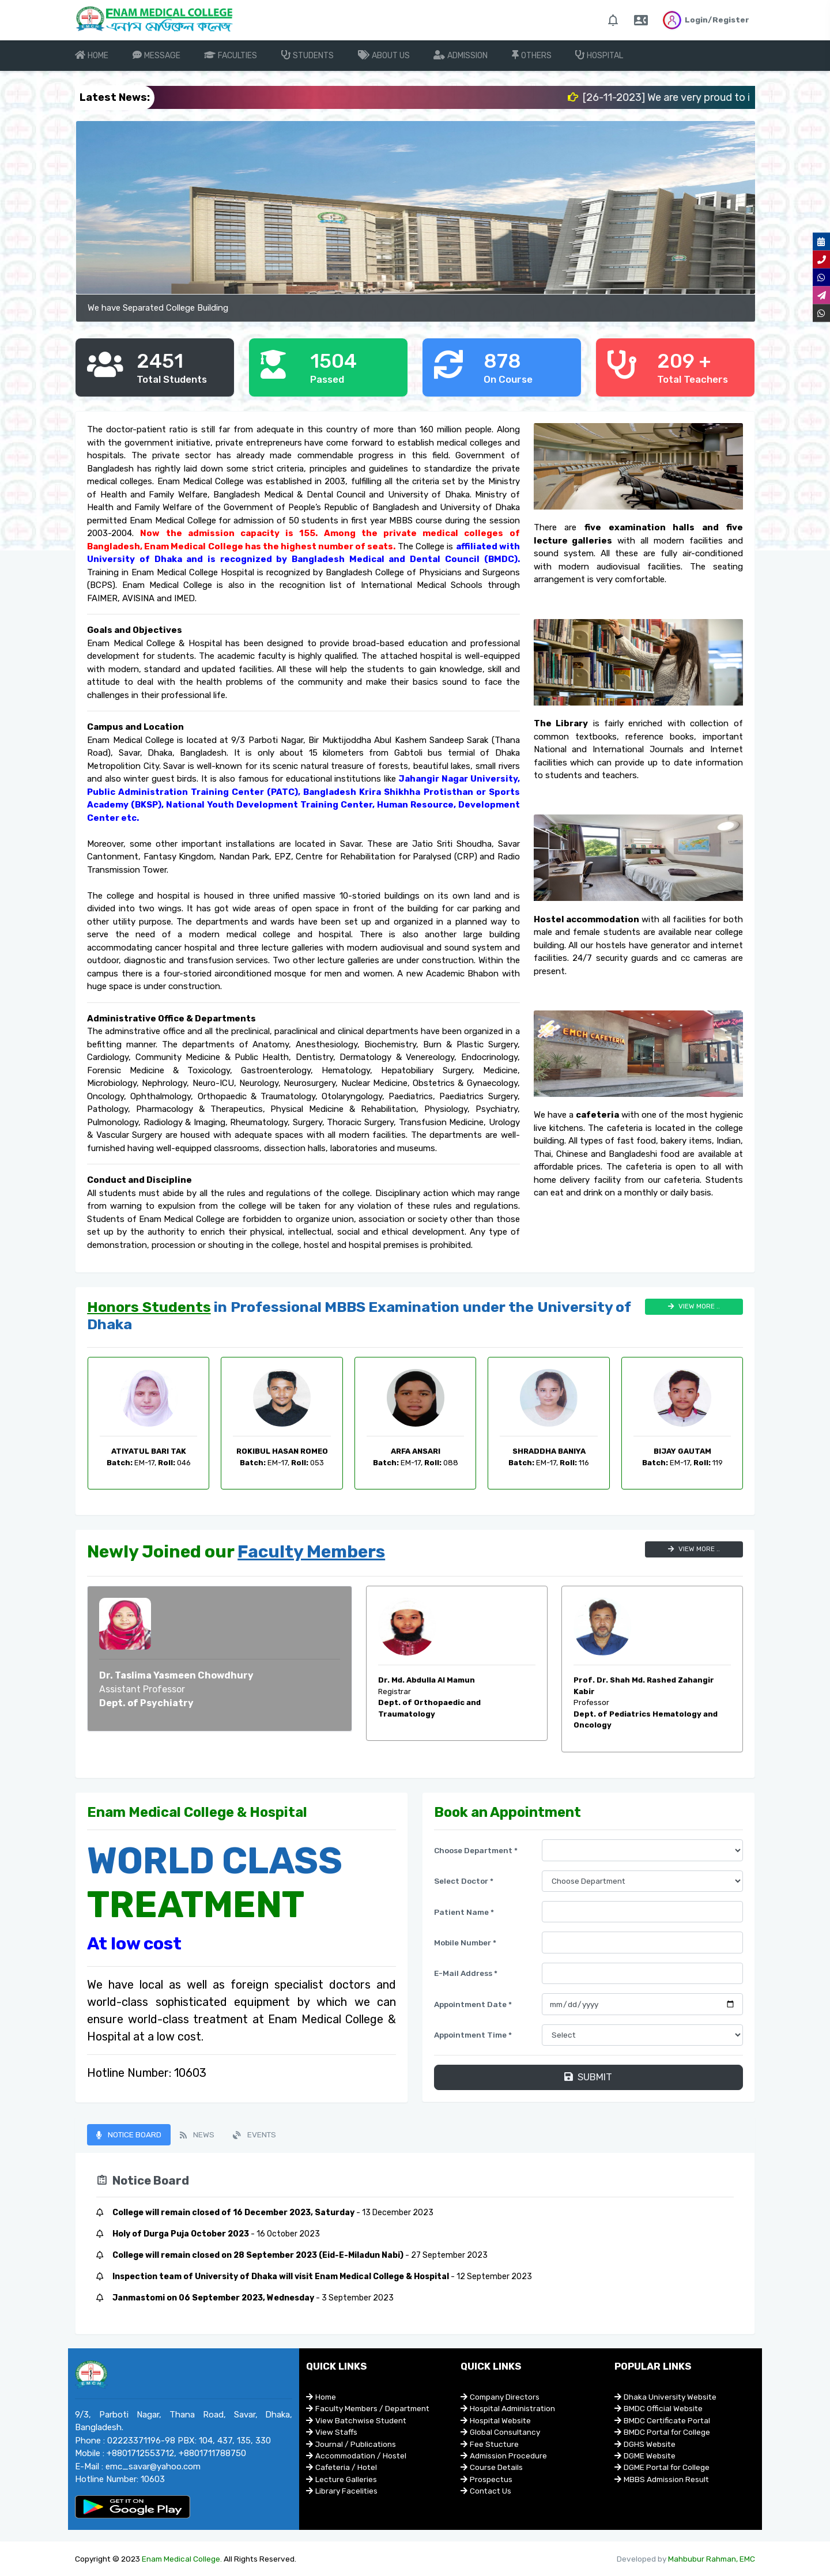 ENAM MEDICAL COLLEGE
এনাম মেডিকেল কলেজ
Login/Register
HOME
MESSAGE
FACULTIES
STUDENTS
ABOUT US
ADMISSION
OTHERS
HOSPITAL
Latest News:
[26-11-2023] We are very proud to i
We have Separated College Building
2451
Total Students
1504
Passed
878
On Course
209 +
Total Teachers
The doctor-patient ratio is still far from adequate in this country of more than 160 million people. Along
with the government initiative, private entrepreneurs have come forward to establish medical colleges and
hospitals. The private sector has already made commendable progress in this field. Government of
Bangladesh has rightly laid down some strict criteria, principles and guidelines to standardize the private
medical colleges. Enam Medical College was established in 2003, fulfilling all the criteria set by the Ministry
of Health and Family Welfare, Bangladesh Medical & Dental Council and University of Dhaka. Ministry of
Health and Family Welfare of the Government of People's Republic of Bangladesh and University of Dhaka
permitted Enam Medical College for admission of 50 students in first year MBBS course during the session
2003-2004. Now the admission capacity is 155. Among the private medical colleges of
Bangladesh, Enam Medical College has the highest number of seats. The College is affiliated with
University of Dhaka and is recognized by Bangladesh Medical and Dental Council (BMDC).
Training in Enam Medical College Hospital is recognized by Bangladesh College of Physicians and Surgeons
(BCPS). Enam Medical College is also in the recognition list of International Medical Schools through
FAIMER, AVISINA and IMED.
Goals and Objectives
Enam Medical College & Hospital has been designed to provide broad-based education and professional
development for students. The academic faculty is highly qualified. The attached hospital is well-equipped
with modern, standard and updated facilities. All these will help the students to gain knowledge, skill and
attitude to deal with the health problems of the community and make their basics sound to face the
challenges in their professional life.
Campus and Location
Enam Medical College is located at 9/3 Parboti Nagar, Bir Muktijoddha Abul Kashem Sandeep Sarak (Thana
Road), Savar, Dhaka, Bangladesh. It is only about 15 kilometers from Gabtoli bus termial of Dhaka
Metropolition City. Savar is well-known for its scenic natural treasure of forests, beautiful lakes, small rivers
and also winter guest birds. It is also famous for educational institutions like Jahangir Nagar University,
Public Administration Training Center (PATC), Bangladesh Krira Shikhha Protisthan or Sports
Academy (BKSP), National Youth Development Training Center, Human Resource, Development
Center etc.
Moreover, some other important installations are located in Savar. These are Jatio Sriti Shoudha, Savar
Cantonment, Fantasy Kingdom, Nandan Park, EPZ, Centre for Rehabilitation for Paralysed (CRP) and Radio
Transmission Tower.
The college and hospital is housed in three unified massive 10-storied buildings on its own land and is
divided into two wings. It has got wide areas of open space in front of the building for car parking and
other utility purpose. The departments and wards have been set up and organized in a planned way to
serve the need of a modern medical college and hospital. There is also another large building
accommodating cancer hospital and three lecture galleries with modern audiovisual and sound system and
outdoor, diagnostic and transfusion services. Two other lecture galleries are under construction. Within the
campus there is a four-storied airconditioned mosque for men and women. A new Academic Bhabon with
huge space is under construction.
Administrative Office & Departments
The adminstrative office and all the preclinical, paraclinical and clinical departments have been organized in a
befitting manner. The departments of Anatomy, Anesthesiology, Biochemistry, Burn & Plastic Surgery,
Cardiology, Community Medicine & Public Health, Dentistry, Dermatology & Venereology, Endocrinology,
Forensic Medicine & Toxicology, Gastroenterology, Hematology, Hepatobiliary Surgery, Medicine,
Microbiology, Nephrology, Neuro-ICU, Neurology, Neurosurgery, Nuclear Medicine, Obstetrics & Gynaecology,
Oncology, Ophthalmology, Orthopaedic & Traumatology, Otolaryngology, Paediatrics, Paediatrics Surgery,
Pathology, Pharmacology & Therapeutics, Physical Medicine & Rehabilitation, Physiology, Psychiatry,
Pulmonology, Radiology & Imaging, Rheumatology, Surgery, Thoracic Surgery, Transfusion Medicine, Urology
& Vascular Surgery are housed with adequate spaces with all modern facilities. The departments are well-
furnished having well-equipped classrooms, dissection halls, laboratories and museums.
Conduct and Discipline
All students must abide by all the rules and regulations of the college. Disciplinary action which may range
from warning to expulsion from the college will be taken for any violation of these rules and regulations.
Students of Enam Medical College are forbidden to organize union, association or society other than those
set up by the authority to enrich their physical, intellectual, social and ethical development. Any type of
demonstration, procession or shouting in the college, hostel and hospital premises is prohibited.
There are five examination halls and five
lecture galleries with all modern facilities and
sound system. All these are fully air-conditioned
with modern audiovisual facilities. The seating
arrangement is very comfortable.
The Library is fairly enriched with collection of
common textbooks, reference books, important
National and International Journals and Internet
facilities which can provide up to date information
to students and teachers.
Hostel accommodation with all facilities for both
male and female students are available near college
building. All our hostels have generator and internet
facilities. 24/7 security guards and cc cameras are
present.
EMCH CAFETERIA
We have a cafeteria with one of the most hygienic
live kitchens. The cafeteria is located in the college
building. All types of fast food, bakery items, Indian,
Thai, Chinese and Bangladeshi food are available at
affordable prices. The cafeteria is open to all with
home delivery facility from our cafeteria. Students
can eat and drink on a monthly or daily basis.
Honors Students in Professional MBBS Examination under the University of
Dhaka
VIEW MORE ..
ATIYATUL BARI TAK
Batch: EM-17, Roll: 046
ROKIBUL HASAN ROMEO
Batch: EM-17, Roll: 053
ARFA ANSARI
Batch: EM-17, Roll: 088
SHRADDHA BANIYA
Batch: EM-17, Roll: 116
BIJAY GAUTAM
Batch: EM-17, Roll: 119
Newly Joined our Faculty Members
VIEW MORE ..
Dr. Taslima Yasmeen Chowdhury
Assistant Professor
Dept. of Psychiatry
Dr. Md. Abdulla Al Mamun
Registrar
Dept. of Orthopaedic and
Traumatology
Prof. Dr. Shah Md. Rashed Zahangir
Kabir
Professor
Dept. of Pediatrics Hematology and
Oncology
Enam Medical College & Hospital
WORLD CLASS
TREATMENT
At low cost
We have local as well as foreign specialist doctors and
world-class sophisticated equipment by which we can
ensure world-class treatment at Enam Medical College &
Hospital at a low cost.
Hotline Number: 10603
Book an Appointment
Choose Department *
Select Doctor *
Choose Department
Patient Name *
Mobile Number *
E-Mail Address *
Appointment Date *
mm/dd/yyyy
Appointment Time *
Select
SUBMIT
NOTICE BOARD
NEWS
EVENTS
Notice Board
College will remain closed of 16 December 2023, Saturday - 13 December 2023
Holy of Durga Puja October 2023 - 16 October 2023
College will remain closed on 28 September 2023 (Eid-E-Miladun Nabi) - 27 September 2023
Inspection team of University of Dhaka will visit Enam Medical College & Hospital - 12 September 2023
Janmastomi on 06 September 2023, Wednesday - 3 September 2023
EMCH
9/3, Parboti Nagar, Thana Road, Savar, Dhaka,
Bangladesh.
Phone : 02223371196-98 PBX: 104, 437, 135, 330
Mobile : +8801712553712, +8801711788750
E-Mail : emc_savar@yahoo.com
Hotline Number: 10603
GET IT ON
Google Play
QUICK LINKS
Home
Faculty Members / Department
View Batchwise Student
View Staffs
Journal / Publications
Accommodation / Hostel
Cafeteria / Hotel
Lecture Galleries
Library Facelities
QUICK LINKS
Company Directors
Hospital Administration
Hospital Website
Global Consultancy
Fee Stucture
Admission Procedure
Course Details
Prospectus
Contact Us
POPULAR LINKS
Dhaka University Website
BMDC Official Website
BMDC Certificate Portal
BMDC Portal for College
DGHS Website
DGME Website
DGME Portal for College
MBBS Admission Result
Copyright © 2023 Enam Medical College. All Rights Reserved.
Developed by Mahbubur Rahman, EMC